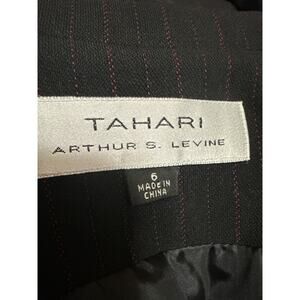 TAHARI
ARTHUR S. LEVINE
6
MADE IN
CHINA